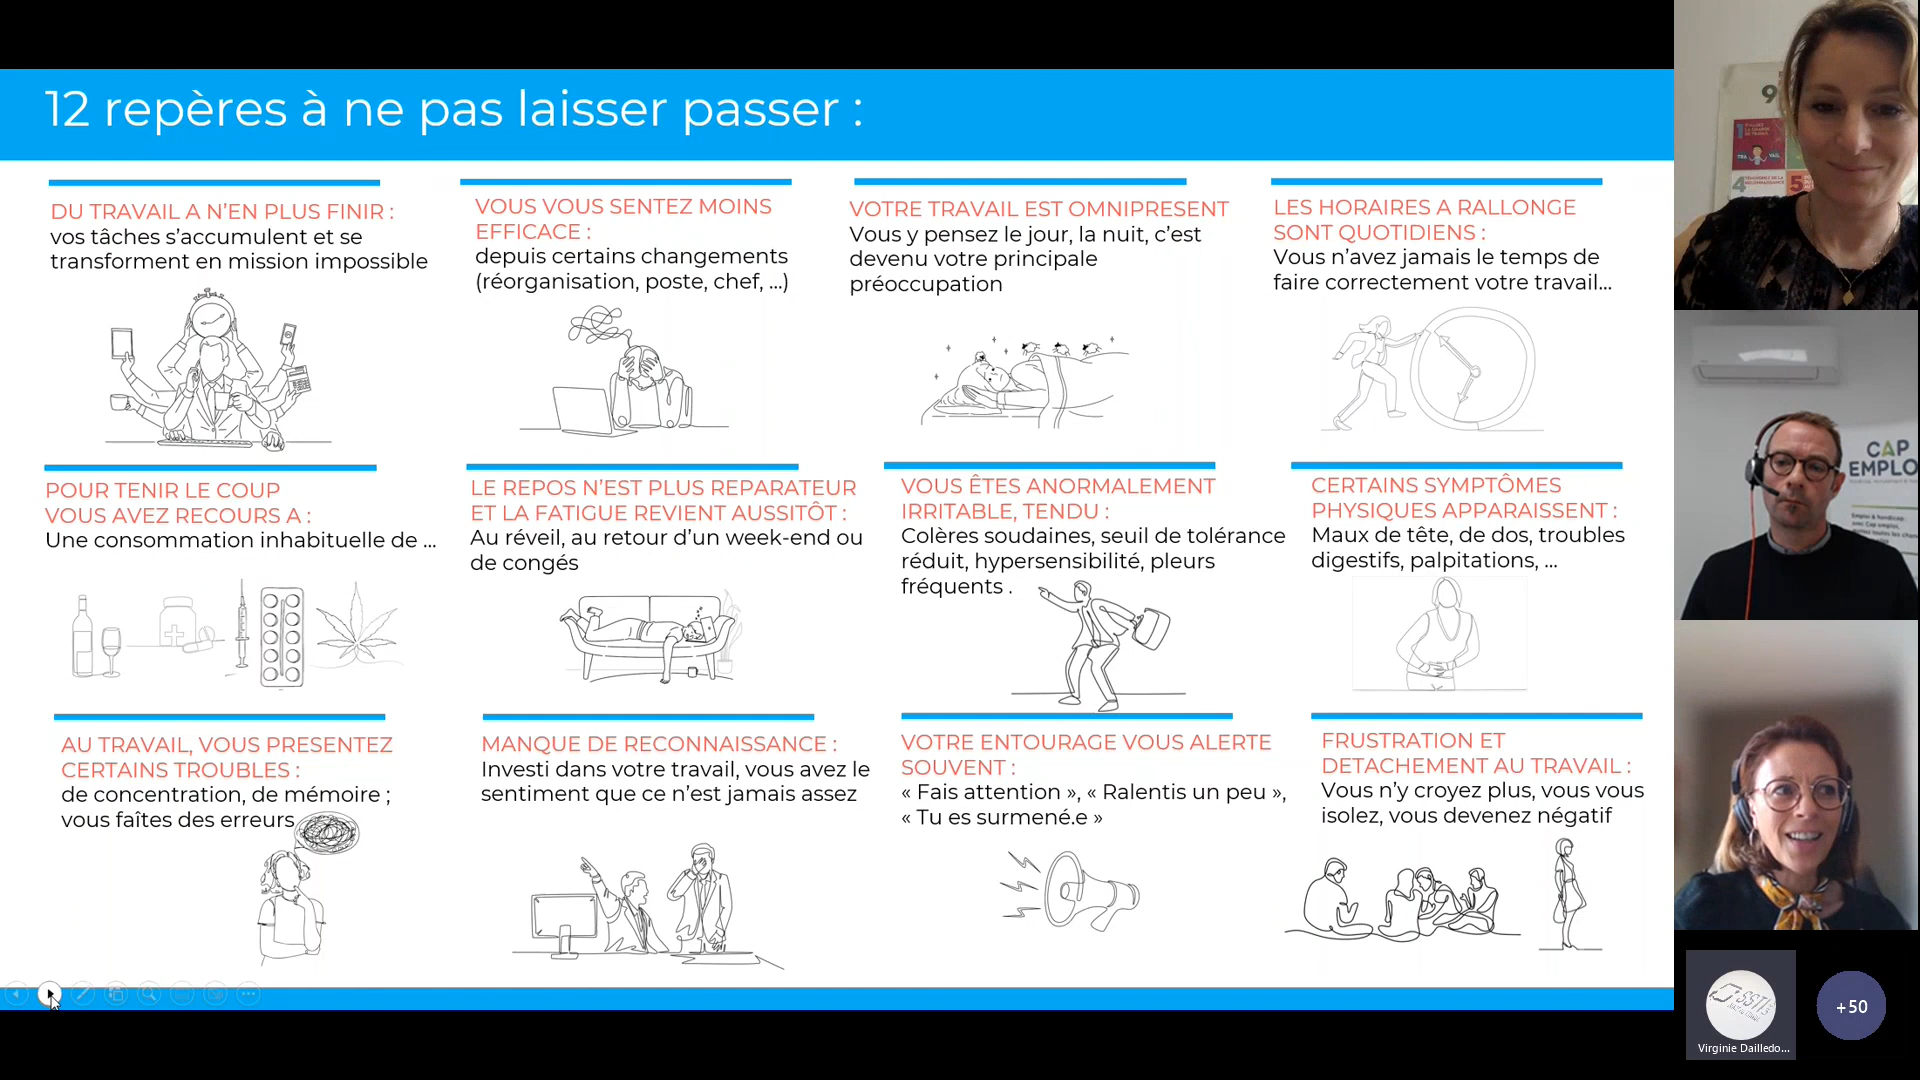 12 repères à ne pas laisser passer :
DU TRAVAIL A N’EN PLUS FINIR :
vos tâches s’accumulent et se
transforment en mission impossible
VOUS VOUS SENTEZ MOINS
EFFICACE :
depuis certains changements
(réorganisation, poste, chef, ...)
VOTRE TRAVAIL EST OMNIPRESENT
Vous y pensez le jour, la nuit, c’est
devenu votre principale
préoccupation
LES HORAIRES A RALLONGE
SONT QUOTIDIENS :
Vous n’avez jamais le temps de
faire correctement votre travail...
POUR TENIR LE COUP
VOUS AVEZ RECOURS A :
Une consommation inhabituelle de ...
LE REPOS N’EST PLUS REPARATEUR
ET LA FATIGUE REVIENT AUSSITÔT :
Au réveil, au retour d’un week-end ou
de congés
VOUS ÊTES ANORMALEMENT
IRRITABLE, TENDU :
Colères soudaines, seuil de tolérance
réduit, hypersensibilité, pleurs
fréquents .
CERTAINS SYMPTÔMES
PHYSIQUES APPARAISSENT :
Maux de tête, de dos, troubles
digestifs, palpitations, ...
AU TRAVAIL, VOUS PRESENTEZ
CERTAINS TROUBLES :
de concentration, de mémoire ;
vous faîtes des erreurs
MANQUE DE RECONNAISSANCE :
Investi dans votre travail, vous avez le
sentiment que ce n’est jamais assez
VOTRE ENTOURAGE VOUS ALERTE
SOUVENT :
« Fais attention », « Ralentis un peu »,
« Tu es surmené.e »
FRUSTRATION ET
DETACHEMENT AU TRAVAIL :
Vous n’y croyez plus, vous vous
isolez, vous devenez négatif
9
1
4
5
CAP
EMPLO
Emploi & handicap
SSTI
Virginie Dailledo...
+50